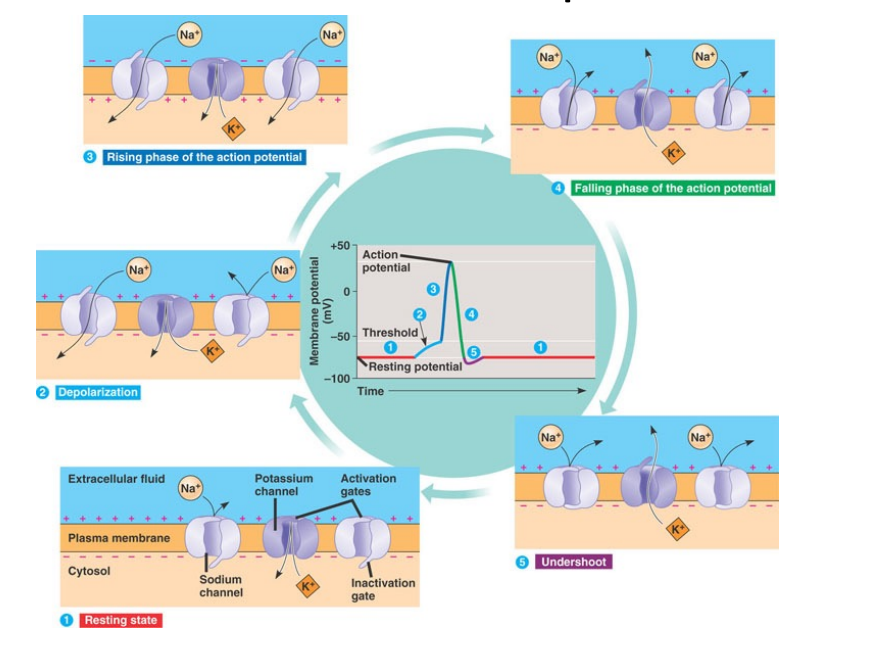 Na⁺
Na⁺
K⁺
3 Rising phase of the action potential
Na⁺
Na⁺
K⁺
4 Falling phase of the action potential
Na⁺
Na⁺
K⁺
2 Depolarization
+50
0
−50
−100
Membrane potential
(mV)
Action
potential
3
2
4
Threshold
1
5
1
Resting potential
Time
Extracellular fluid
Na⁺
Potassium
channel
Activation
gates
Plasma membrane
Cytosol
Sodium
channel
K⁺
Inactivation
gate
1 Resting state
Na⁺
Na⁺
K⁺
5 Undershoot